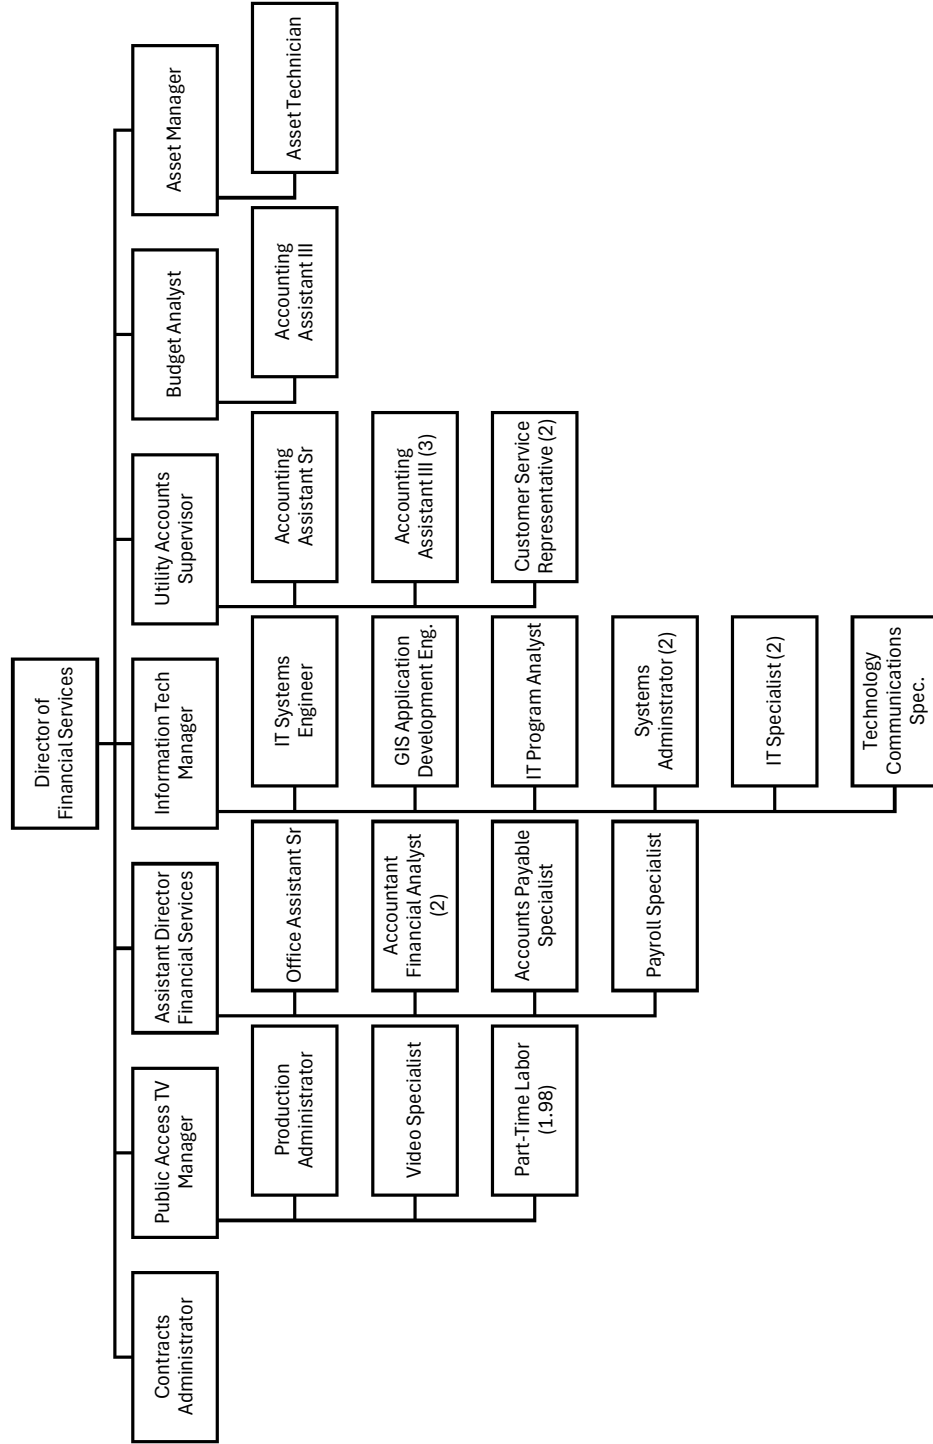 Director of
Financial Services
Contracts
Administrator
Public Access TV
Manager
Production
Administrator
Video Specialist
Part-Time Labor
(1.98)
Assistant Director
Financial Services
Office Assistant Sr
Accountant
Financial Analyst
(2)
Accounts Payable
Specialist
Payroll Specialist
Information Tech
Manager
IT Systems
Engineer
GIS Application
Development Eng.
IT Program Analyst
Systems
Adminstrator (2)
IT Specialist (2)
Technology
Communications
Spec.
Utility Accounts
Supervisor
Accounting
Assistant Sr
Accounting
Assistant III (3)
Customer Service
Representative (2)
Budget Analyst
Accounting
Assistant III
Asset Manager
Asset Technician